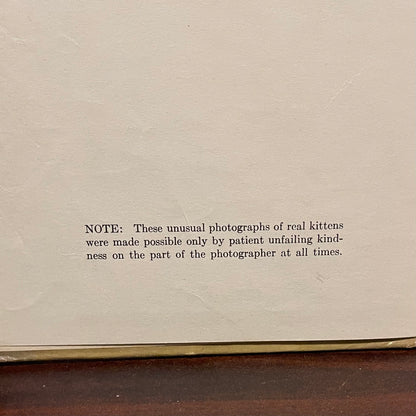 NOTE: These unusual photographs of real kittens
were made possible only by patient unfailing kind-
ness on the part of the photographer at all times.